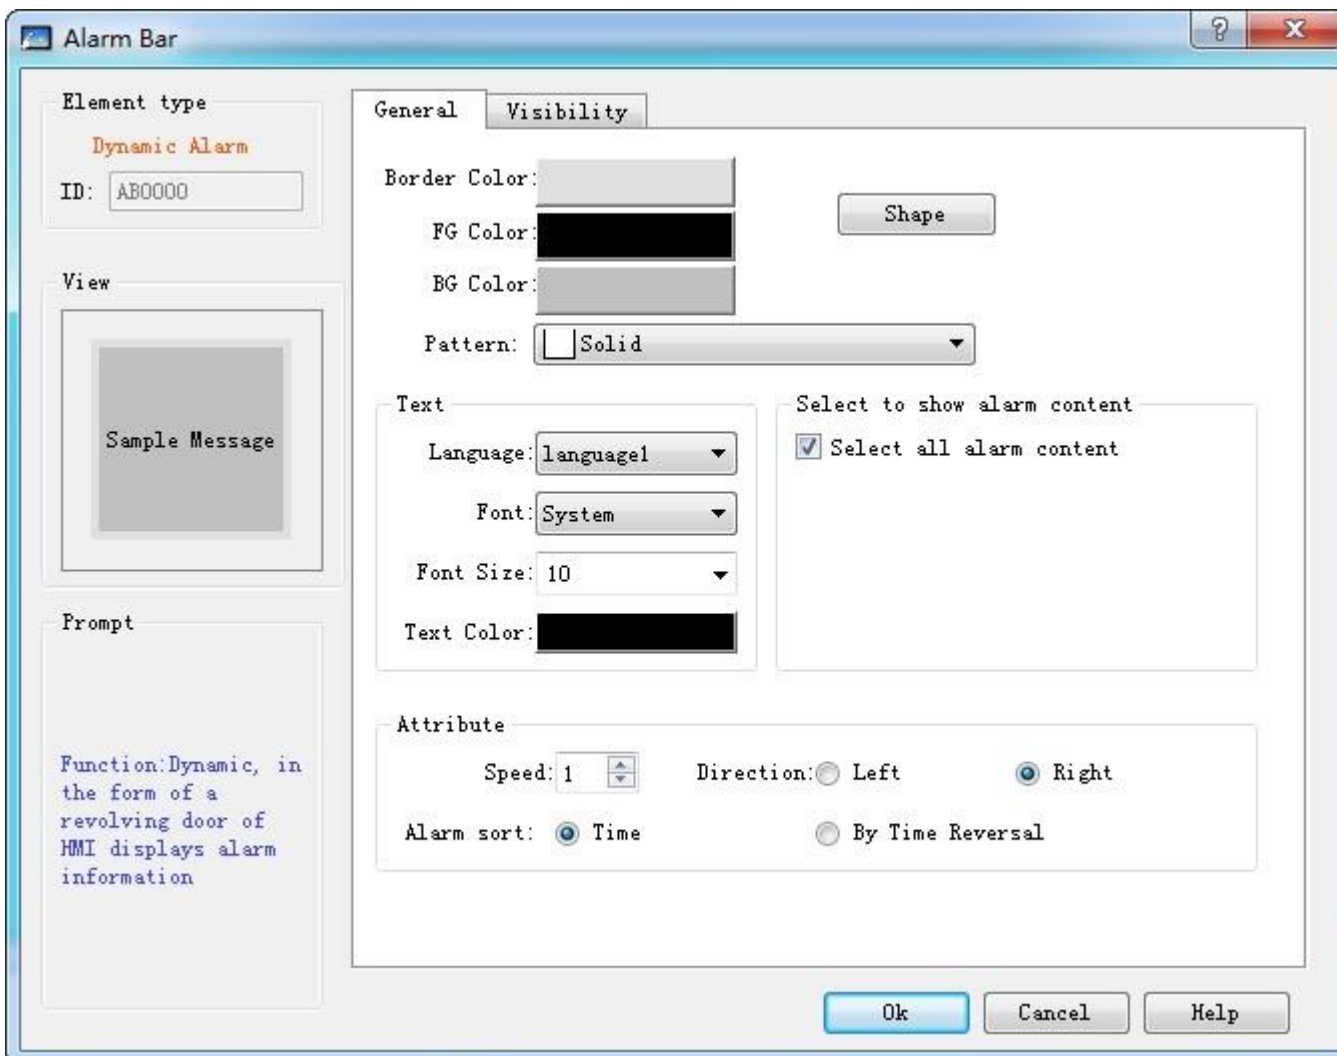 Alarm Bar
Element type
Dynamic Alarm
ID: AB0000
View
Sample Message
Prompt
Function:Dynamic, in
the form of a
revolving door of
HMI displays alarm
information
General Visibility
Border Color:
Shape
FG Color:
BG Color:
Pattern: Solid
Text
Language: language1
Font: System
Font Size: 10
Text Color:
Select to show alarm content
Select all alarm content
Attribute
Speed: 1 Direction: Left Right
Alarm sort: Time By Time Reversal
Ok Cancel Help